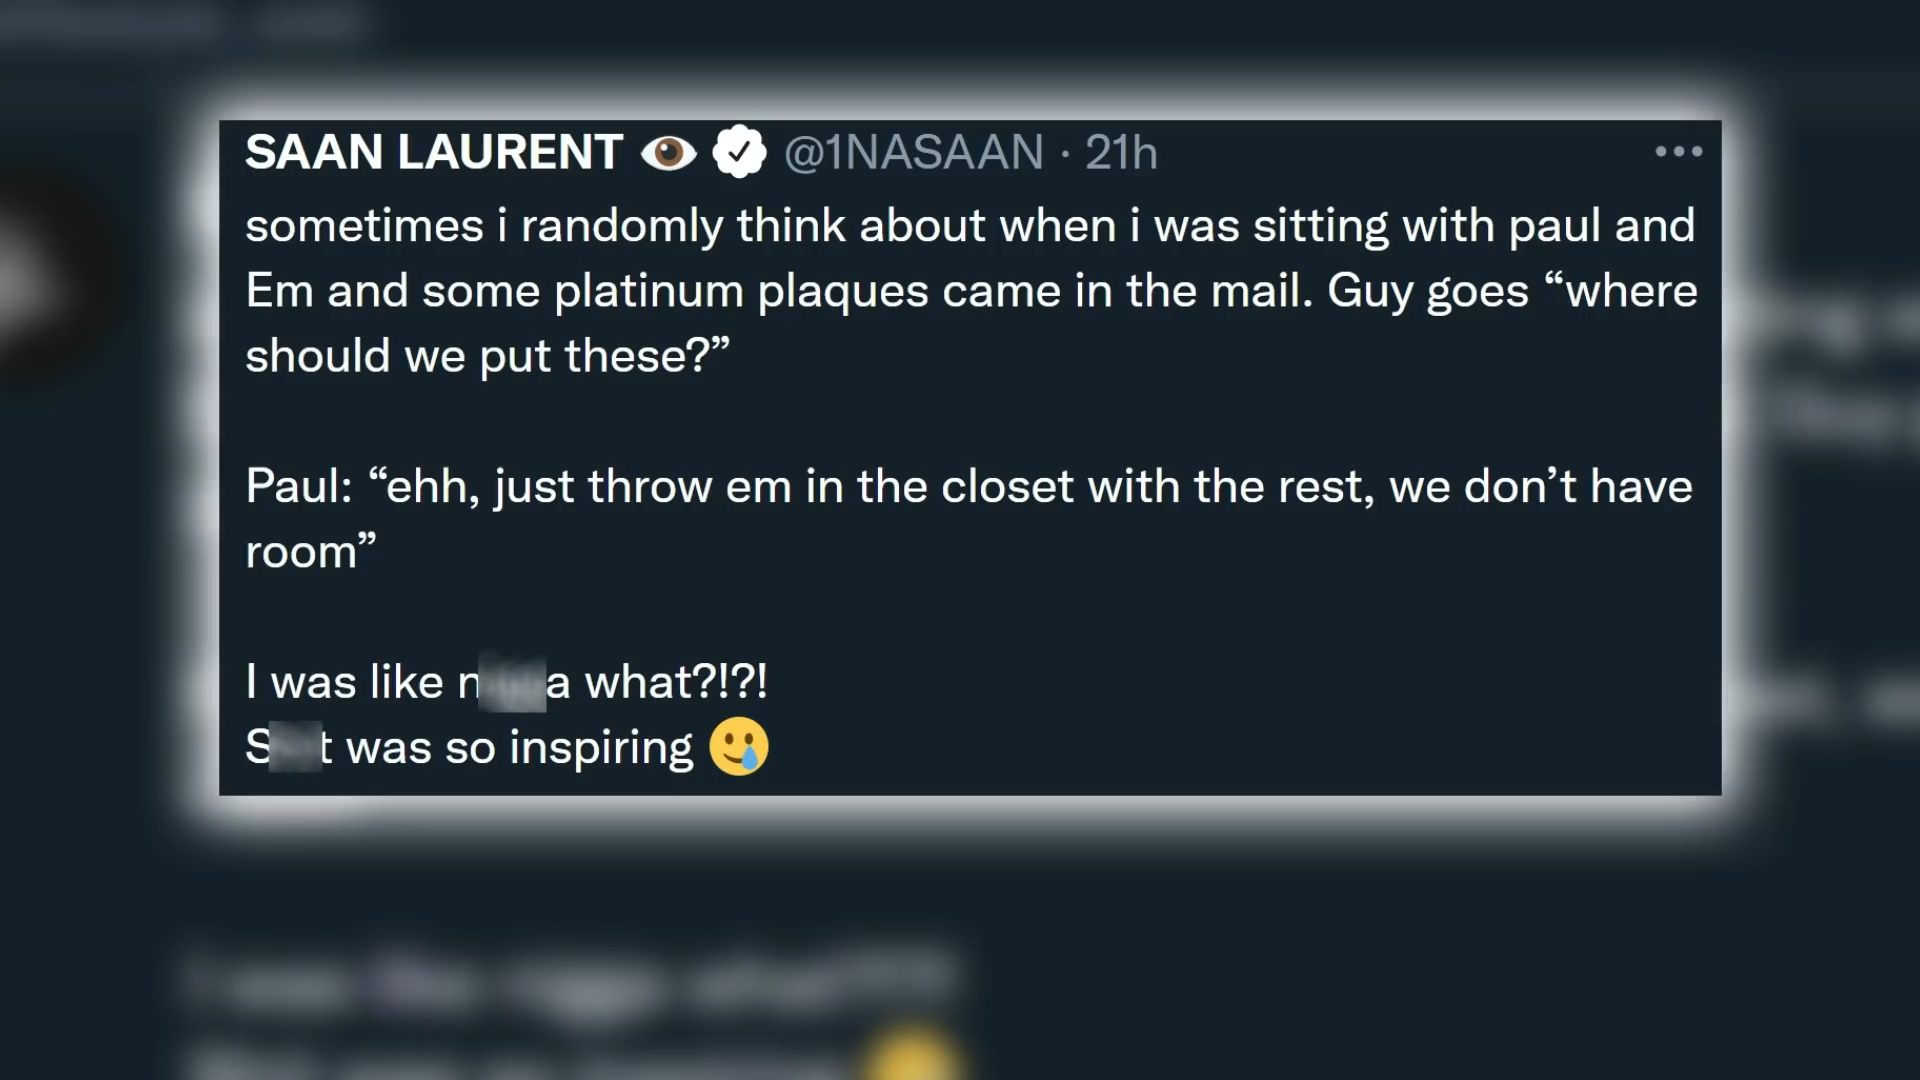 SAAN LAURENT 👁 @1NASAAN · 21h
sometimes i randomly think about when i was sitting with paul and
Em and some platinum plaques came in the mail. Guy goes “where
should we put these?”
Paul: “ehh, just throw em in the closet with the rest, we don’t have
room”
I was like what?!?!
was so inspiring 🥲